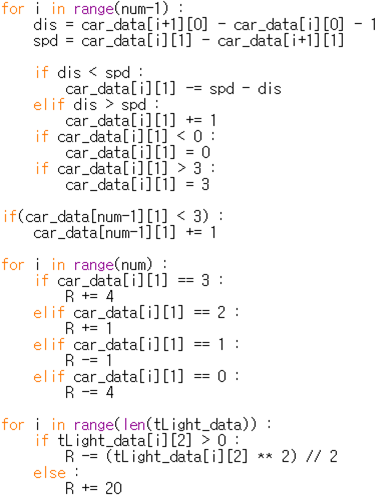 for i in range(num-1) :
    dis = car_data[i+1][0] - car_data[i][0] - 1
    spd = car_data[i][1] - car_data[i+1][1]

    if dis < spd :
        car_data[i][1] -= spd - dis
    elif dis > spd :
        car_data[i][1] += 1
    if car_data[i][1] < 0 :
        car_data[i][1] = 0
    if car_data[i][1] > 3 :
        car_data[i][1] = 3

if(car_data[num-1][1] < 3) :
    car_data[num-1][1] += 1

for i in range(num) :
    if car_data[i][1] == 3 :
        R += 4
    elif car_data[i][1] == 2 :
        R += 1
    elif car_data[i][1] == 1 :
        R -= 1
    elif car_data[i][1] == 0 :
        R -= 4

for i in range(len(tLight_data)) :
    if tLight_data[i][2] > 0 :
        R -= (tLight_data[i][2] ** 2) // 2
    else :
        R += 20